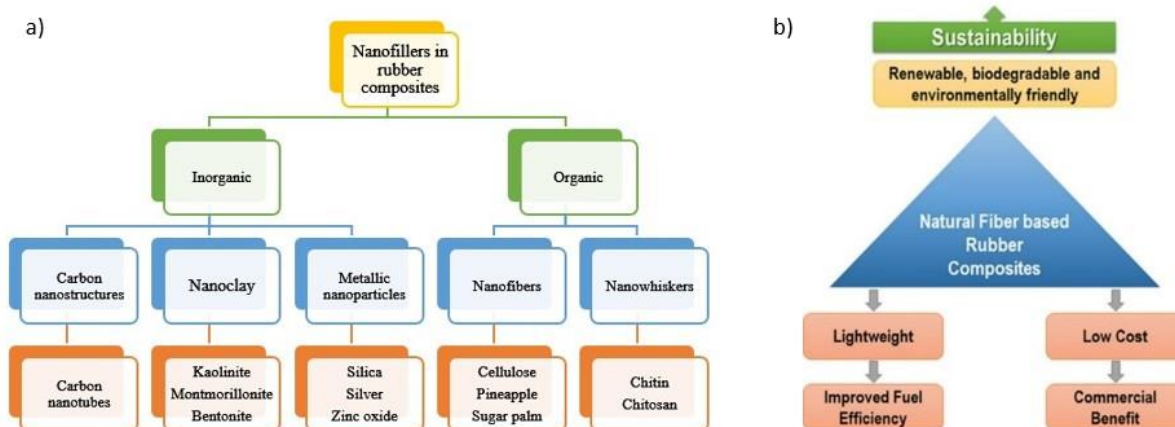 a)
Nanofillers in
rubber
composites
Inorganic
Organic
Carbon
nanostructures
Nanoclay
Metallic
nanoparticles
Nanofibers
Nanowhiskers
Carbon
nanotubes
Kaolinite
Montmorillonite
Bentonite
Silica
Silver
Zinc oxide
Cellulose
Pineapple
Sugar palm
Chitin
Chitosan
b)
Sustainability
Renewable, biodegradable and
environmentally friendly
Natural Fiber based
Rubber
Composites
Lightweight
Low Cost
Improved Fuel
Efficiency
Commercial
Benefit